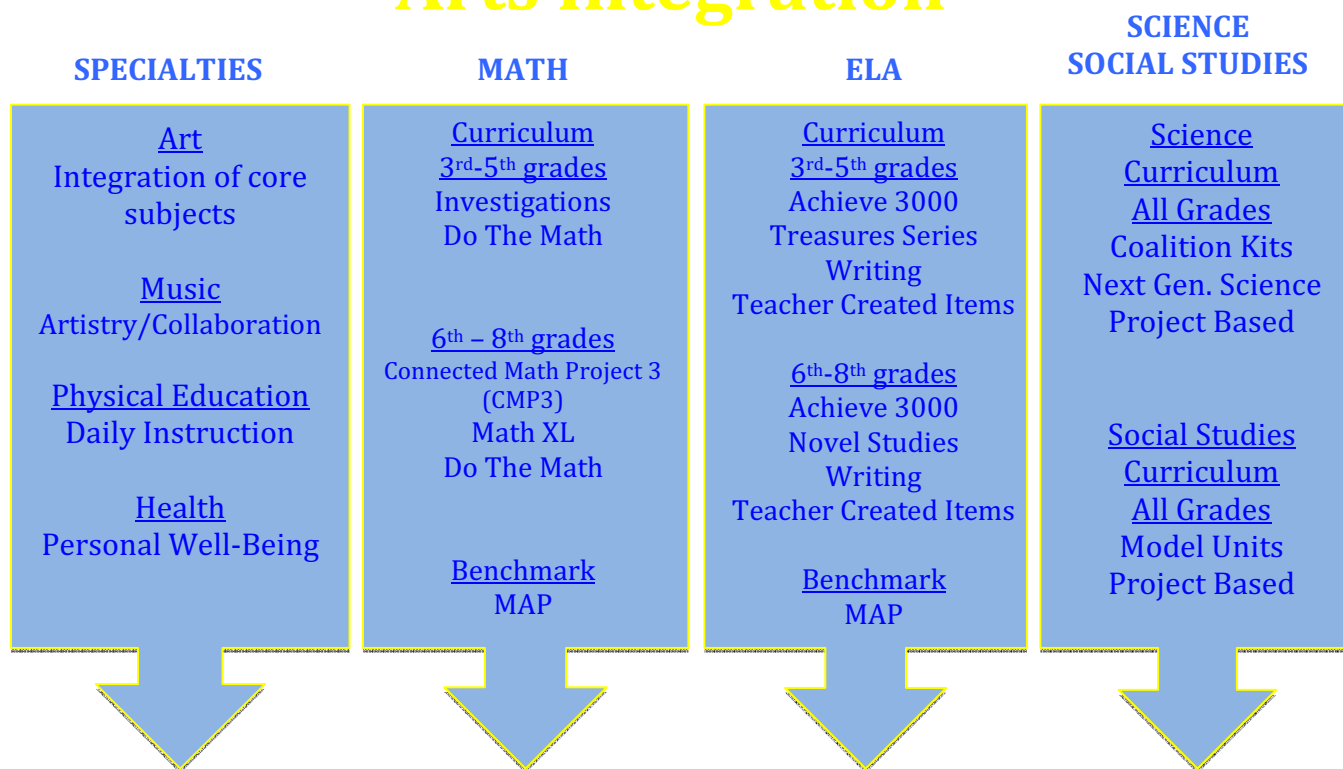 Arts Integration
SPECIALTIES
Art
Integration of core
subjects
Music
Artistry/Collaboration
Physical Education
Daily Instruction
Health
Personal Well-Being
MATH
Curriculum
3rd-5th grades
Investigations
Do The Math
6th – 8th grades
Connected Math Project 3
(CMP3)
Math XL
Do The Math
Benchmark
MAP
ELA
Curriculum
3rd-5th grades
Achieve 3000
Treasures Series
Writing
Teacher Created Items
6th-8th grades
Achieve 3000
Novel Studies
Writing
Teacher Created Items
Benchmark
MAP
SCIENCE
SOCIAL STUDIES
Science
Curriculum
All Grades
Coalition Kits
Next Gen. Science
Project Based
Social Studies
Curriculum
All Grades
Model Units
Project Based